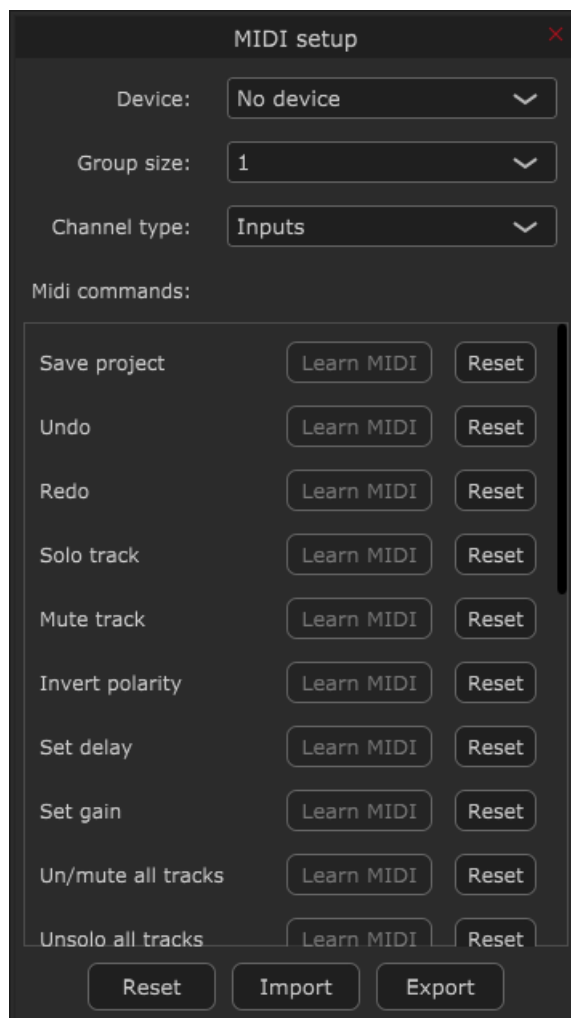 MIDI setup
Device: No device
Group size: 1
Channel type: Inputs
Midi commands:
Save project Learn MIDI Reset
Undo Learn MIDI Reset
Redo Learn MIDI Reset
Solo track Learn MIDI Reset
Mute track Learn MIDI Reset
Invert polarity Learn MIDI Reset
Set delay Learn MIDI Reset
Set gain Learn MIDI Reset
Un/mute all tracks Learn MIDI Reset
Unsolo all tracks Learn MIDI Reset
Reset Import Export